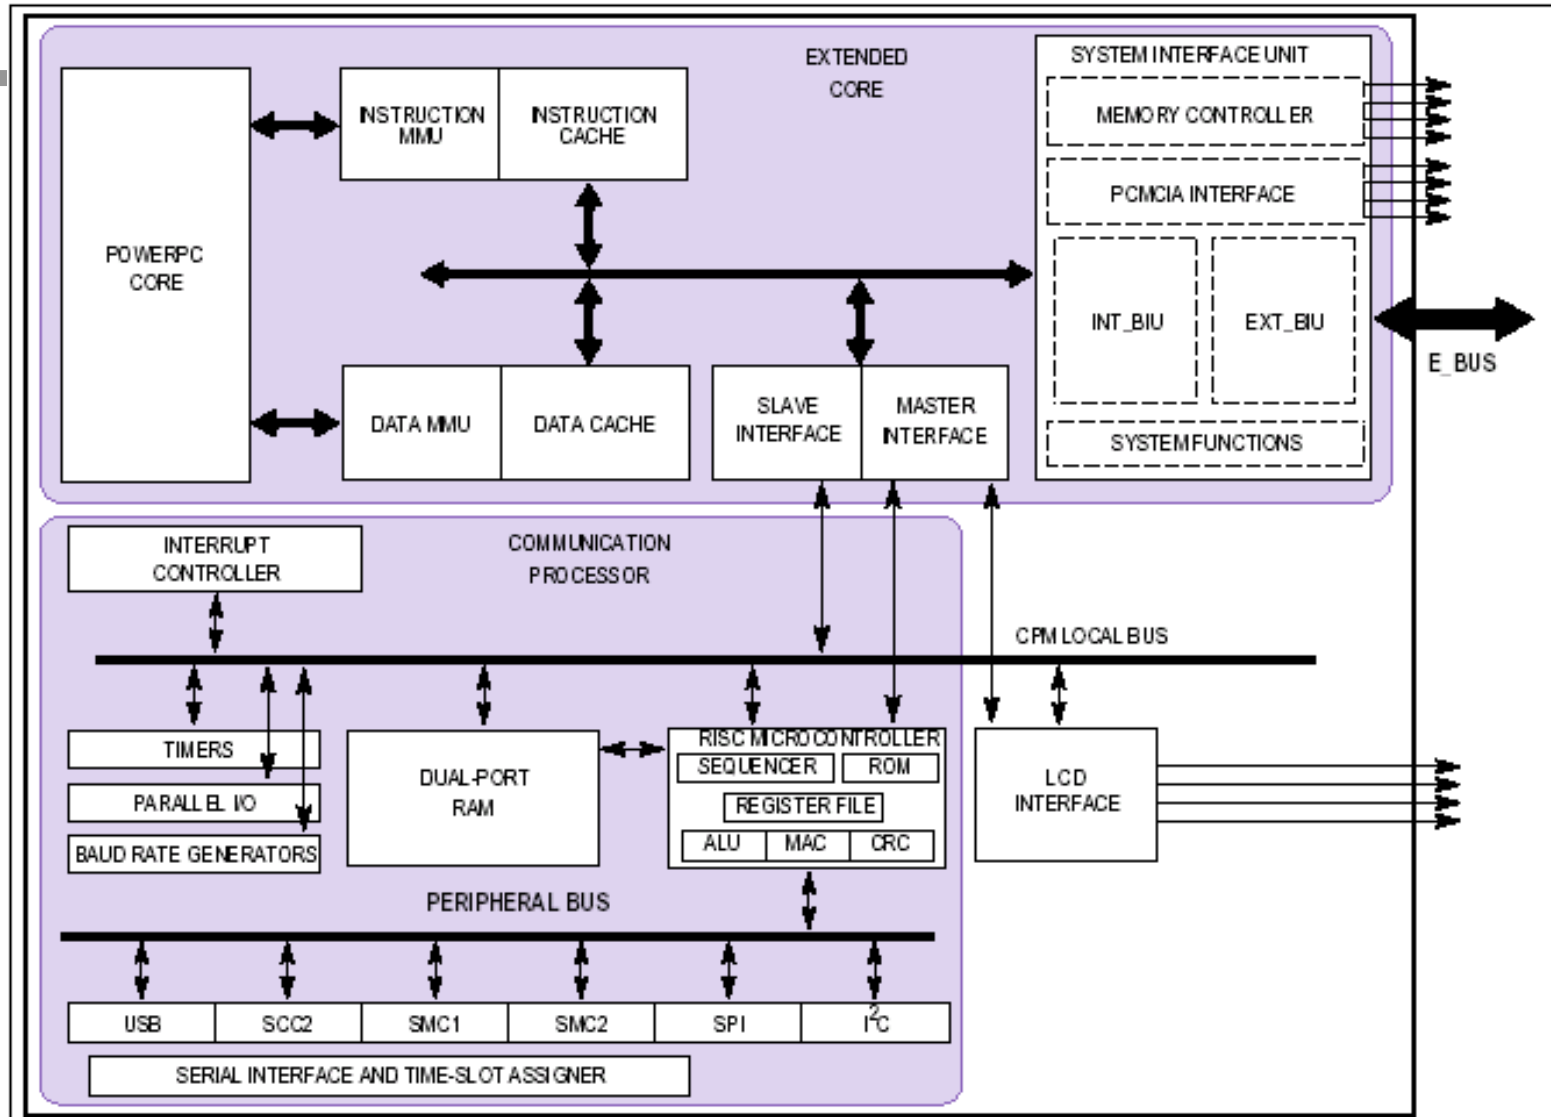 EXTENDED
CORE
SYSTEM INTERFACE UNIT
MEMORY CONTROLLER
PCMCIA INTERFACE
INT_BIU
EXT_BIU
SYSTEM FUNCTIONS
E_BUS
INSTRUCTION
MMU
INSTRUCTION
CACHE
POWERPC
CORE
DATA MMU
DATA CACHE
SLAVE
INTERFACE
MASTER
INTERFACE
INTERRUPT
CONTROLLER
COMMUNICATION
PROCESSOR
CPM LOCAL BUS
TIMERS
PARALLEL I/O
BAUD RATE GENERATORS
DUAL-PORT
RAM
RISC MICROCONTROLLER
SEQUENCER
ROM
REGISTER FILE
ALU
MAC
CRC
LCD
INTERFACE
PERIPHERAL BUS
USB
SCC2
SMC1
SMC2
SPI
I²C
SERIAL INTERFACE AND TIME-SLOT ASSIGNER